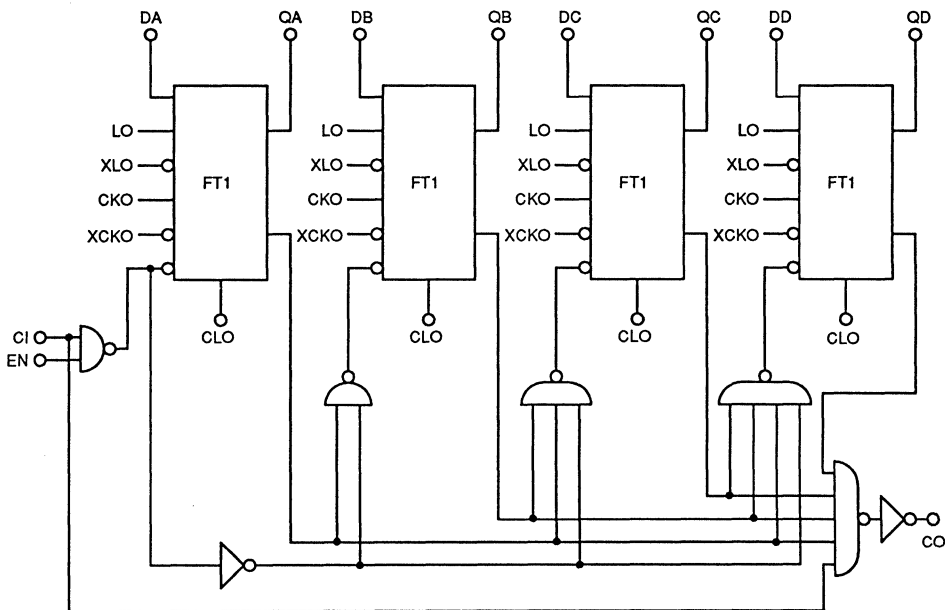 DA QA DB QB DC QC DD QD
LO LO LO LO
XLO XLO XLO XLO
FT1 FT1 FT1 FT1
CKO CKO CKO CKO
XCKO XCKO XCKO XCKO
CI
CLO CLO CLO CLO
EN
CO